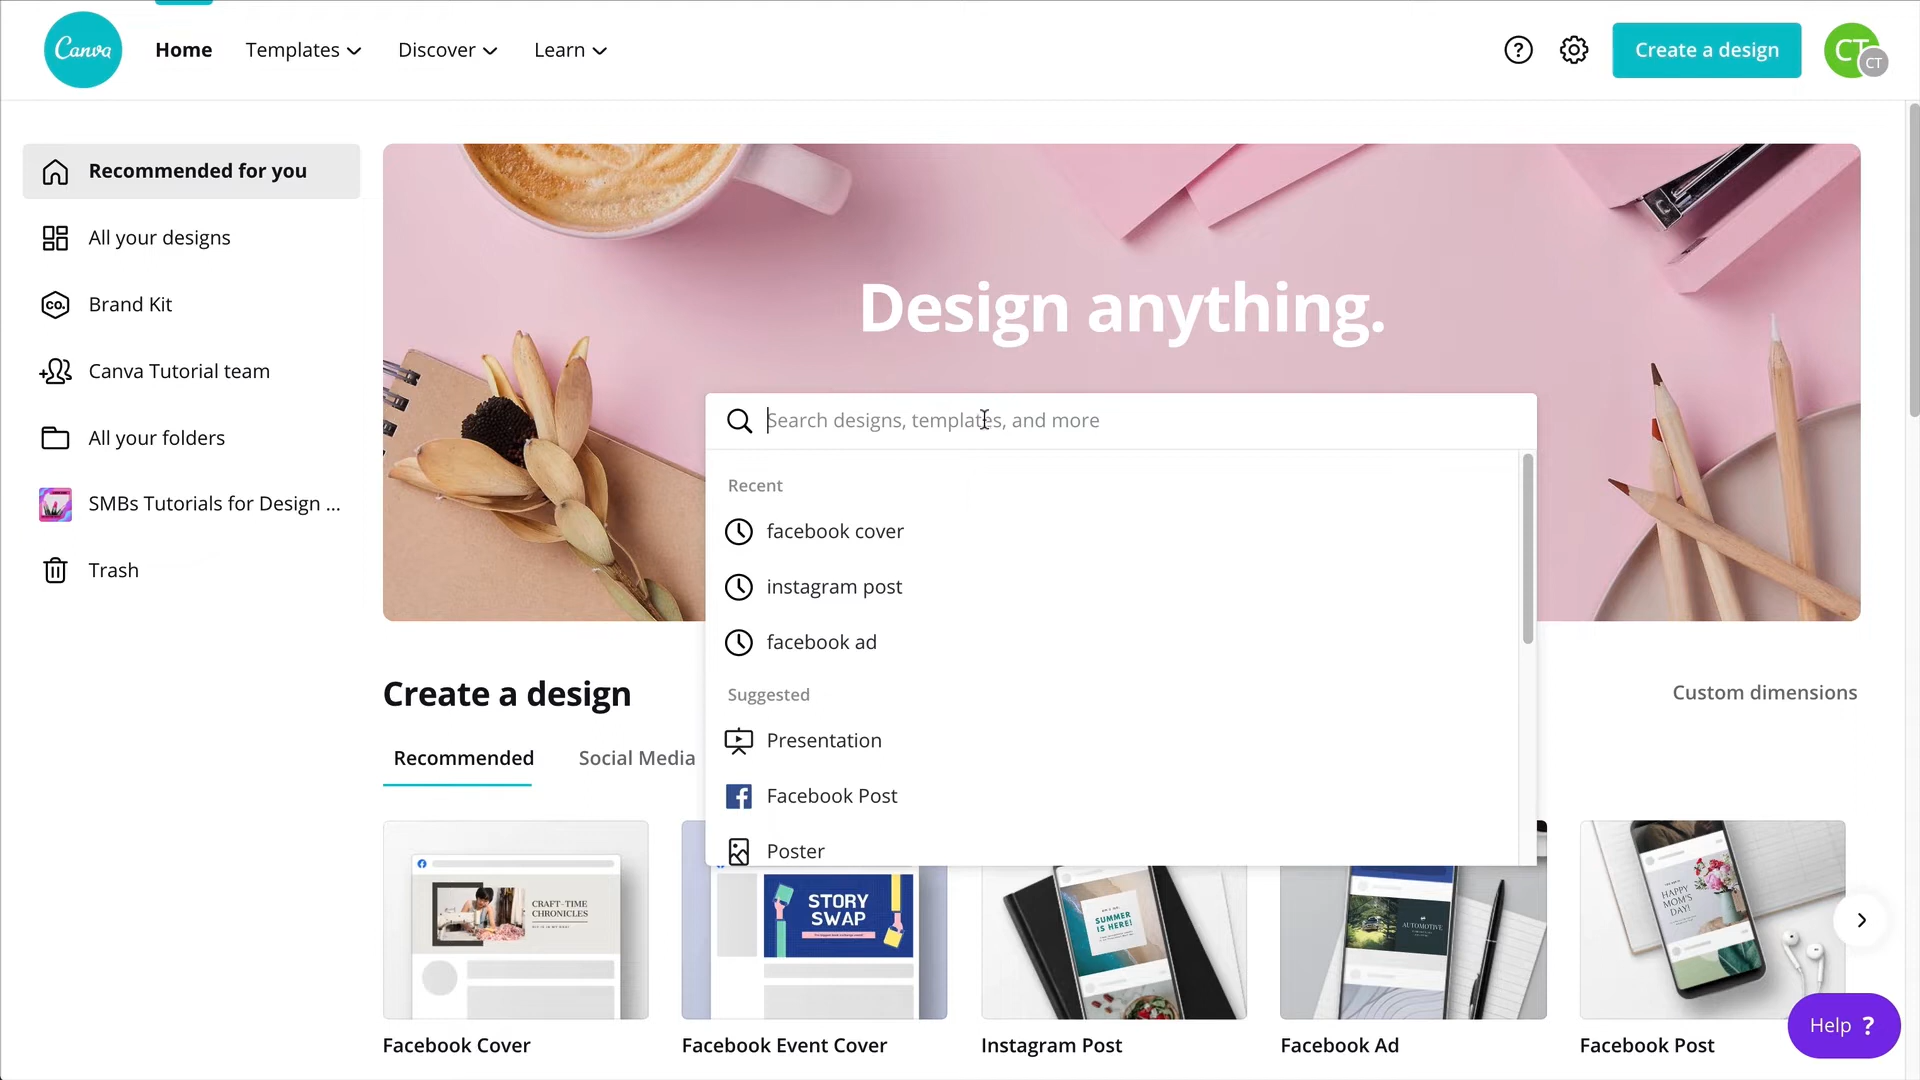 Canva
Home
Templates
Discover
Learn
?
Create a design
CT
CT
Recommended for you
All your designs
CO.
Brand Kit
Canva Tutorial team
All your folders
SMBs Tutorials for Design ...
Trash
Design anything.
Search designs, templates, and more
Recent
facebook cover
instagram post
facebook ad
Suggested
Presentation
Facebook Post
Poster
Create a design
Custom dimensions
Recommended
Social Media
CRAFT-TIME
CHRONICLES
STORY
SWAP
SUMMER
IS HERE!
AUTOMOTIVE
HAPPY
MOM'S
DAY!
Facebook Cover
Facebook Event Cover
Instagram Post
Facebook Ad
Facebook Post
Help ?